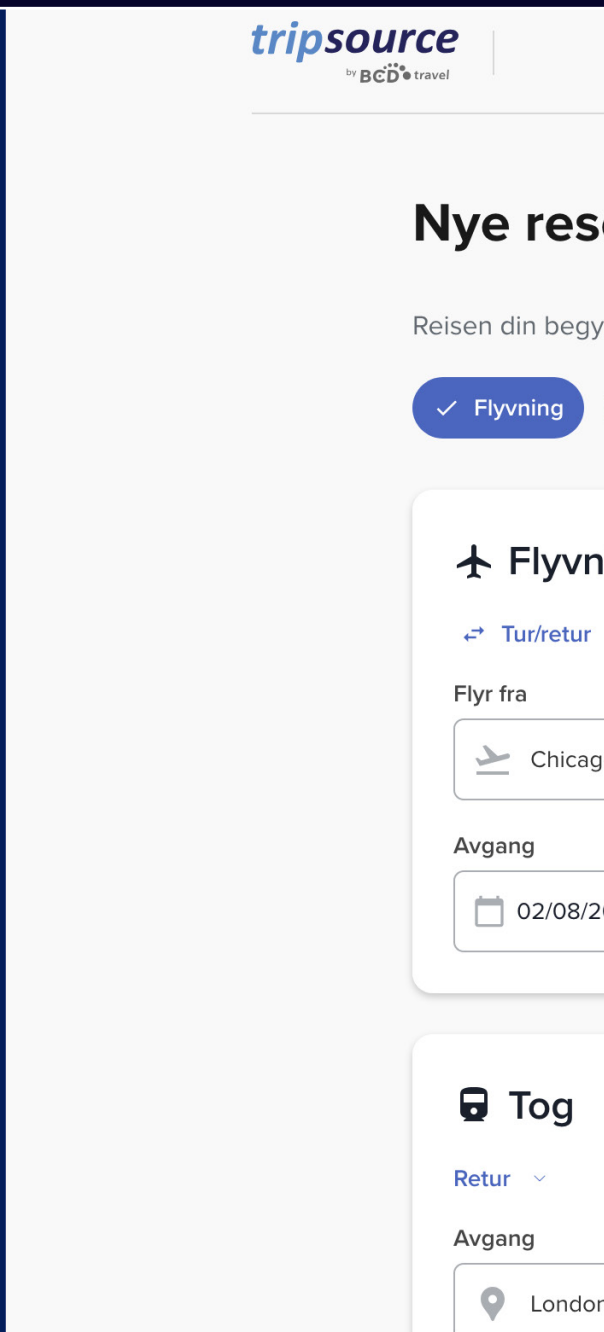 tripsource
by BCD travel
Nye res
Reisen din begy
Flyvning
Flyvn
Tur/retur
Flyr fra
Chicag
Avgang
02/08/2
Tog
Retur
Avgang
London